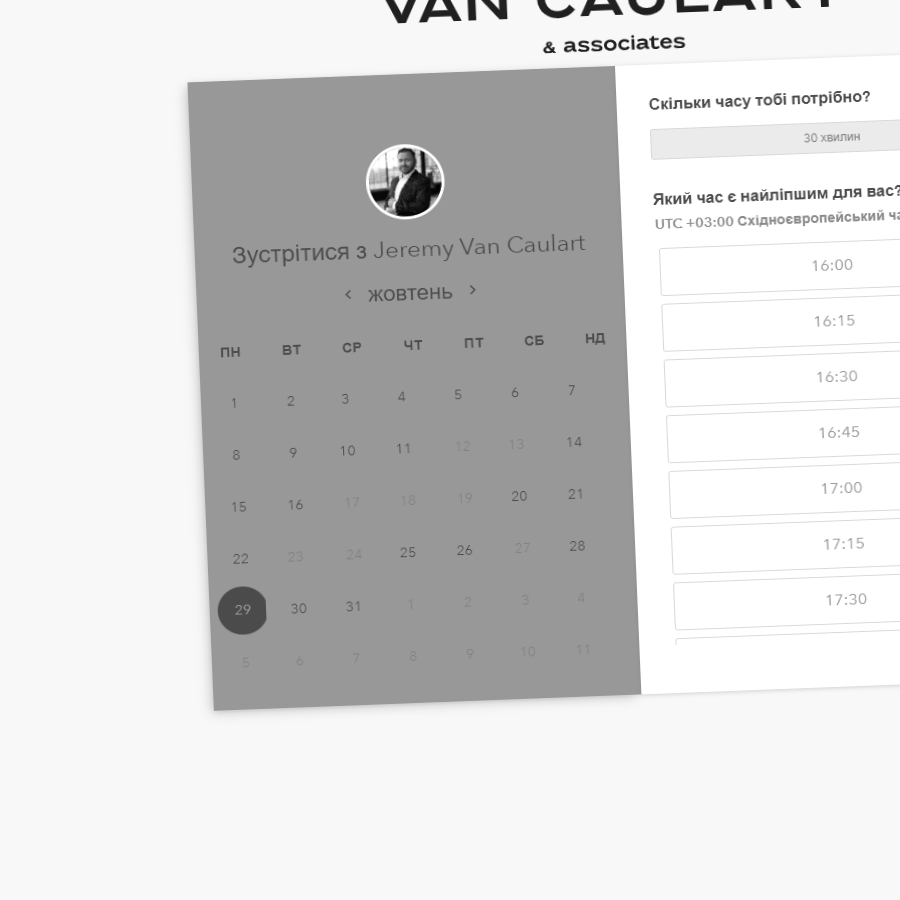 VAN CAULART
& associates
Зустрітися з Jeremy Van Caulart
‹ жовтень ›
ПН ВТ СР ЧТ ПТ СБ НД
1 2 3 4 5 6 7
8 9 10 11 12 13 14
15 16 17 18 19 20 21
22 23 24 25 26 27 28
29 30 31 1 2 3 4
5 6 7 8 9 10 11
Скільки часу тобі потрібно?
30 хвилин
Який час є найліпшим для вас?
UTC +03:00 Східноєвропейський
16:00
16:15
16:30
16:45
17:00
17:15
17:30